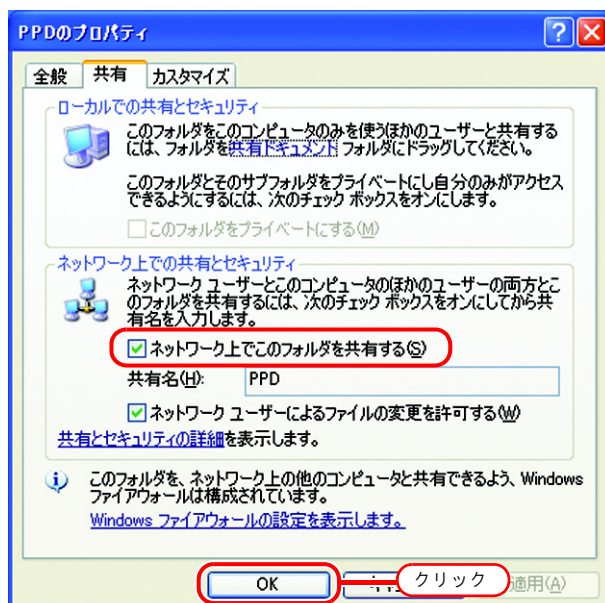 PPDのプロパティ
全般 共有 カスタマイズ
ローカルでの共有とセキュリティ
このフォルダをこのコンピュータのみを使うほかのユーザーと共有する
には、フォルダを共有ドキュメント フォルダにドラッグしてください。
このフォルダとそのサブフォルダをプライベートにし自分のみがアクセス
できるようにするには、次のチェック ボックスをオンにします。
このフォルダをプライベートにする(M)
ネットワーク上での共有とセキュリティ
ネットワーク ユーザーとこのコンピュータのほかのユーザーの両方とこ
のフォルダを共有するには、次のチェック ボックスをオンにしてから共
有名を入力します。
ネットワーク上でこのフォルダを共有する(S)
共有名(H): PPD
ネットワーク ユーザーによるファイルの変更を許可する(W)
共有とセキュリティの詳細を表示します。
このフォルダを、ネットワーク上の他のコンピュータと共有できるよう、Windows
ファイアウォールは構成されています。
Windows ファイアウォールの設定を表示します。
OK クリック 適用(A)